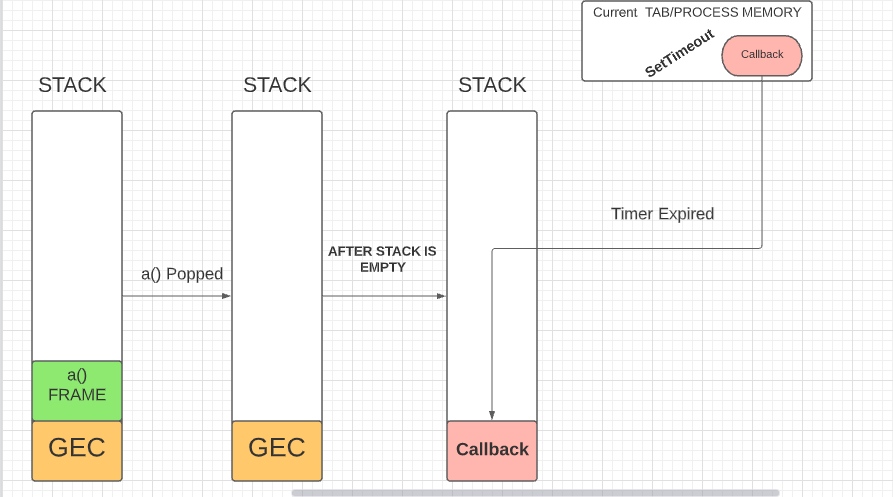 Current TAB/PROCESS MEMORY
SetTimeout
Callback
STACK
STACK
STACK
Timer Expired
AFTER STACK IS
EMPTY
a() Popped
a()
FRAME
GEC
GEC
Callback